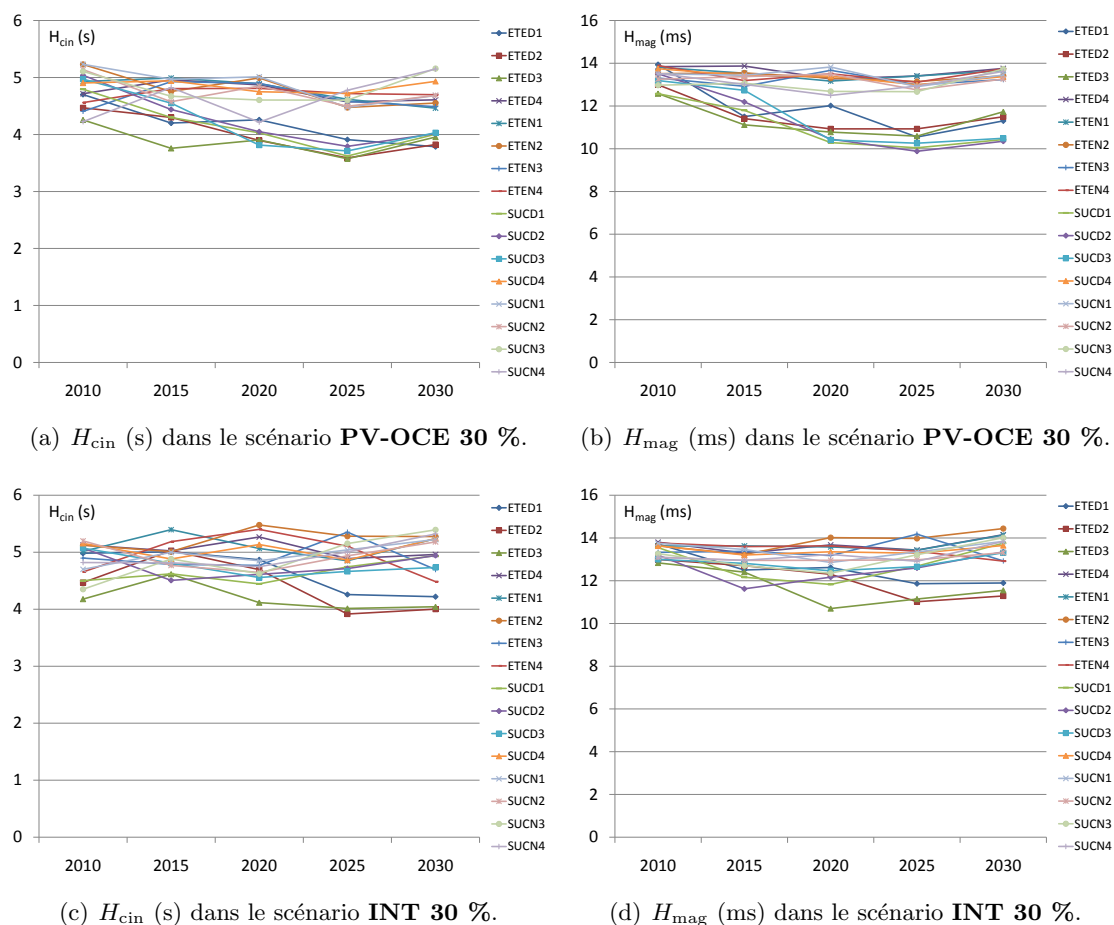 H_cin (s)
6
5
4
3
2
1
0
2010 2015 2020 2025 2030
ETED1
ETED2
ETED3
ETED4
ETEN1
ETEN2
ETEN3
ETEN4
SUCD1
SUCD2
SUCD3
SUCD4
SUCN1
SUCN2
SUCN3
SUCN4
(a) H_cin (s) dans le scénario PV-OCE 30 %.
H_mag (ms)
16
14
12
10
8
6
4
2
0
2010 2015 2020 2025 2030
ETED1
ETED2
ETED3
ETED4
ETEN1
ETEN2
ETEN3
ETEN4
SUCD1
SUCD2
SUCD3
SUCD4
SUCN1
SUCN2
SUCN3
SUCN4
(b) H_mag (ms) dans le scénario PV-OCE 30 %.
H_cin (s)
6
5
4
3
2
1
0
2010 2015 2020 2025 2030
ETED1
ETED2
ETED3
ETED4
ETEN1
ETEN2
ETEN3
ETEN4
SUCD1
SUCD2
SUCD3
SUCD4
SUCN1
SUCN2
SUCN3
SUCN4
(c) H_cin (s) dans le scénario INT 30 %.
H_mag (ms)
16
14
12
10
8
6
4
2
0
2010 2015 2020 2025 2030
ETED1
ETED2
ETED3
ETED4
ETEN1
ETEN2
ETEN3
ETEN4
SUCD1
SUCD2
SUCD3
SUCD4
SUCN1
SUCN2
SUCN3
SUCN4
(d) H_mag (ms) dans le scénario INT 30 %.